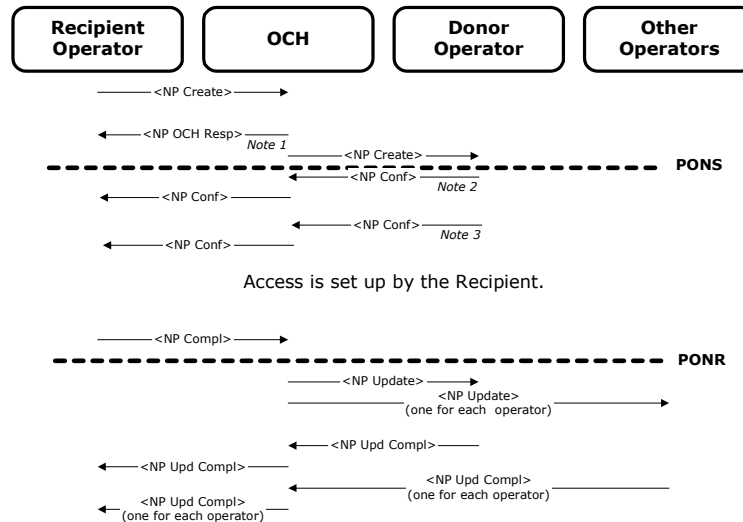 Recipient
Operator
OCH
Donor
Operator
Other
Operators
<NP Create>
<NP OCH Resp>
Note 1
<NP Create>
PONS
<NP Conf>
Note 2
<NP Conf>
<NP Conf>
Note 3
<NP Conf>
Access is set up by the Recipient.
<NP Compl>
PONR
<NP Update>
<NP Update>
(one for each operator)
<NP Upd Compl>
<NP Upd Compl>
<NP Upd Compl>
(one for each operator)
<NP Upd Compl>
(one for each operator)